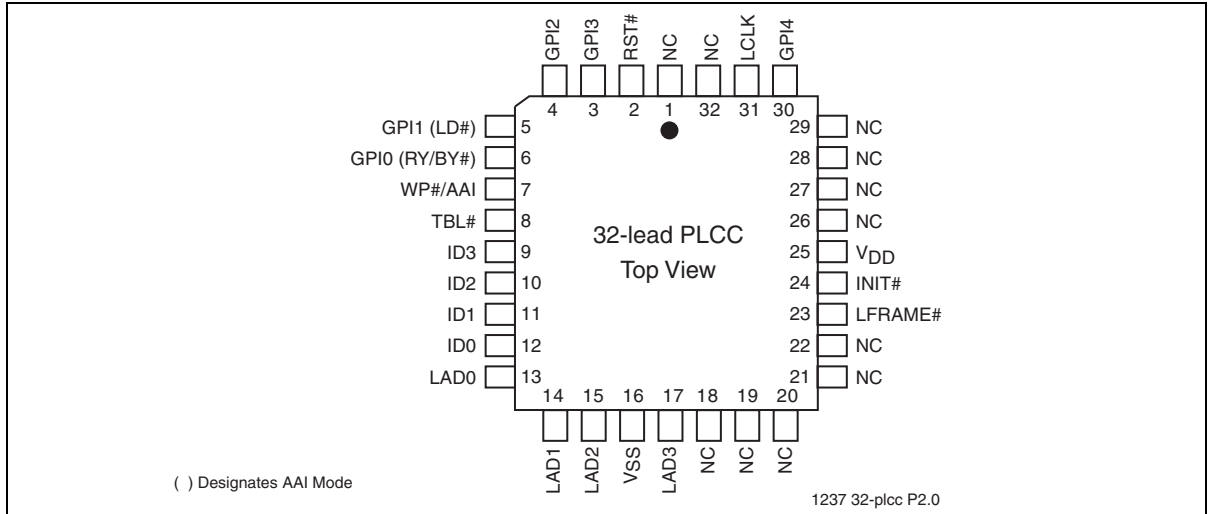 GPI2
GPI3
RST#
NC
NC
LCLK
GPI4
4 3 2 1 32 31 30
GPI1 (LD#) 5
GPI0 (RY/BY#) 6
WP#/AAI 7
TBL# 8
ID3 9
ID2 10
ID1 11
ID0 12
LAD0 13
29 NC
28 NC
27 NC
26 NC
25 VDD
24 INIT#
23 LFRAME#
22 NC
21 NC
32-lead PLCC
Top View
14 15 16 17 18 19 20
LAD1
LAD2
VSS
LAD3
NC
NC
NC
( ) Designates AAI Mode
1237 32-plcc P2.0